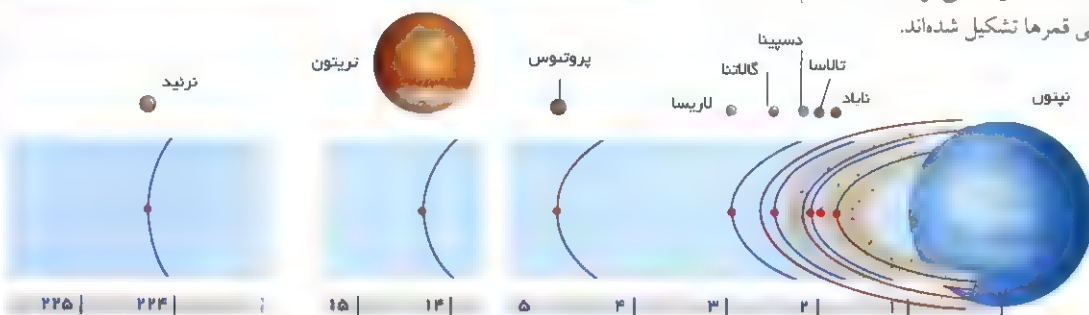 ی قمرها تشکیل شده‌اند.
نپتون
نایاد
تالاسا
دسپینا
گالاتئا
لاریسا
پروتئوس
تریتون
نرئید
۱ ۲ ۳ ۴ ۵ ۱۴ ۱۵ ۲۲۴ ۲۲۵